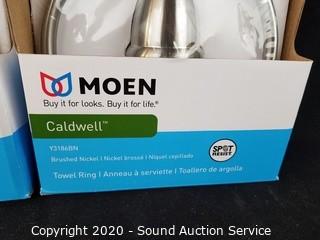 MOEN
Buy it for looks. Buy it for life.®
Caldwell™
Y3186BN
Brushed Nickel | Nickel brossé | Níquel cepillado
SPOT RESIST
Towel Ring | Anneau à serviette | Toallero de argolla
Copyright 2020 - Sound Auction Service